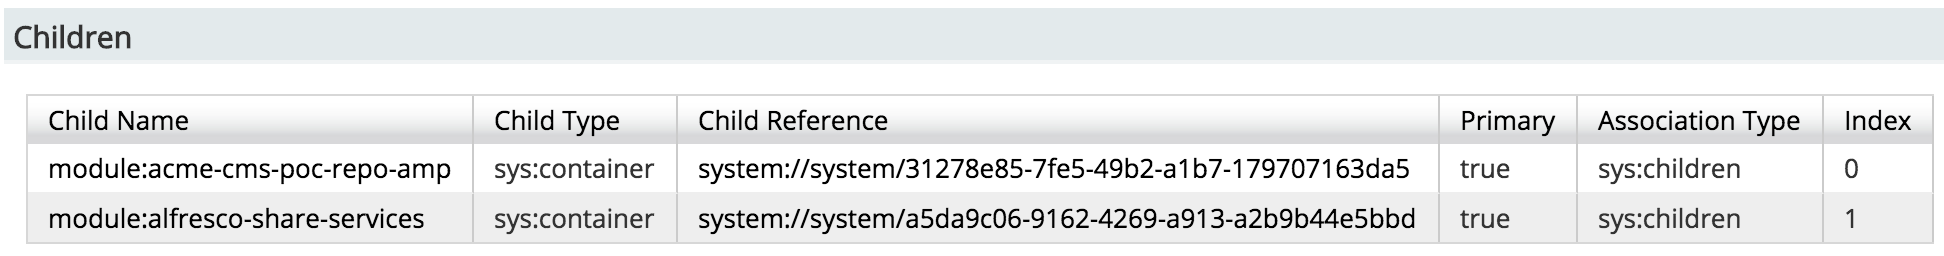 Children
Child Name Child Type Child Reference Primary Association Type Index
module:acme-cms-poc-repo-amp sys:container system://system/31278e85-7fe5-49b2-a1b7-179707163da5 true sys:children 0
module:alfresco-share-services sys:container system://system/a5da9c06-9162-4269-a913-a2b9b44e5bbd true sys:children 1